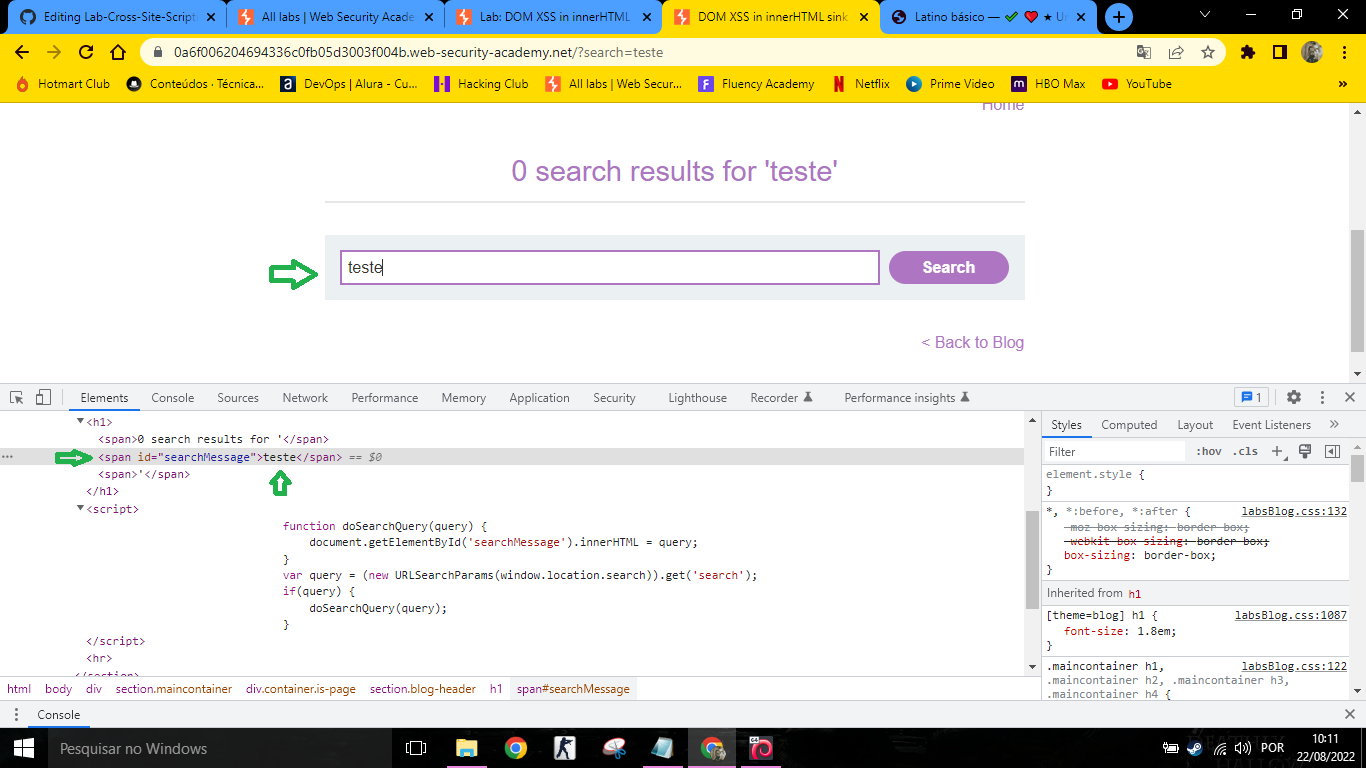 Editing Lab-Cross-Site-Scripti
All labs | Web Security Acade
Lab: DOM XSS in innerHTML
DOM XSS in innerHTML sink
Latino básico — ✔ ❤ ★ Ur
0a6f006204694336c0fb05d3003f004b.web-security-academy.net/?search=teste
Hotmart Club
Conteúdos · Técnica...
DevOps | Alura - Cu...
Hacking Club
All labs | Web Secur...
Fluency Academy
Netflix
Prime Video
HBO Max
YouTube
»
Home
0 search results for 'teste'
teste
Search
< Back to Blog
Elements Console Sources Network Performance Memory Application Security Lighthouse Recorder Performance insights 1
<h1>
<span>0 search results for '</span>
<span id="searchMessage">teste</span> == $0
<span>'</span>
</h1>
<script>
function doSearchQuery(query) {
document.getElementById('searchMessage').innerHTML = query;
}
var query = (new URLSearchParams(window.location.search)).get('search');
if(query) {
doSearchQuery(query);
}
</script>
<hr>
</section>
html body div section.maincontainer div.container.is-page section.blog-header h1 span#searchMessage
Styles Computed Layout Event Listeners »
Filter :hov .cls +
element.style {
}
*, *:before, *:after { labsBlog.css:132
-moz-box-sizing: border-box;
-webkit-box-sizing: border-box;
box-sizing: border-box;
}
Inherited from h1
[theme=blog] h1 { labsBlog.css:1087
font-size: 1.8em;
}
.maincontainer h1, labsBlog.css:122
.maincontainer h2, .maincontainer h3,
.maincontainer h4 {
Console
Pesquisar no Windows
POR
10:11
22/08/2022